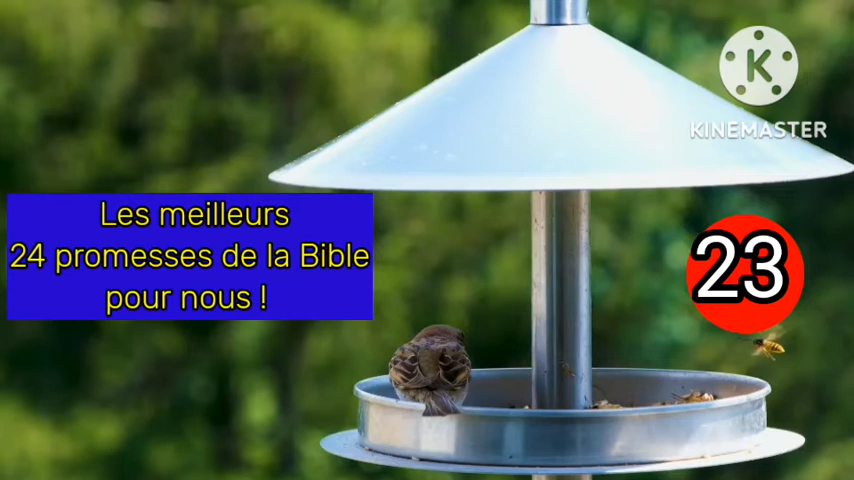 K
KINEMASTER
Les meilleurs
24 promesses de la Bible
pour nous !
23